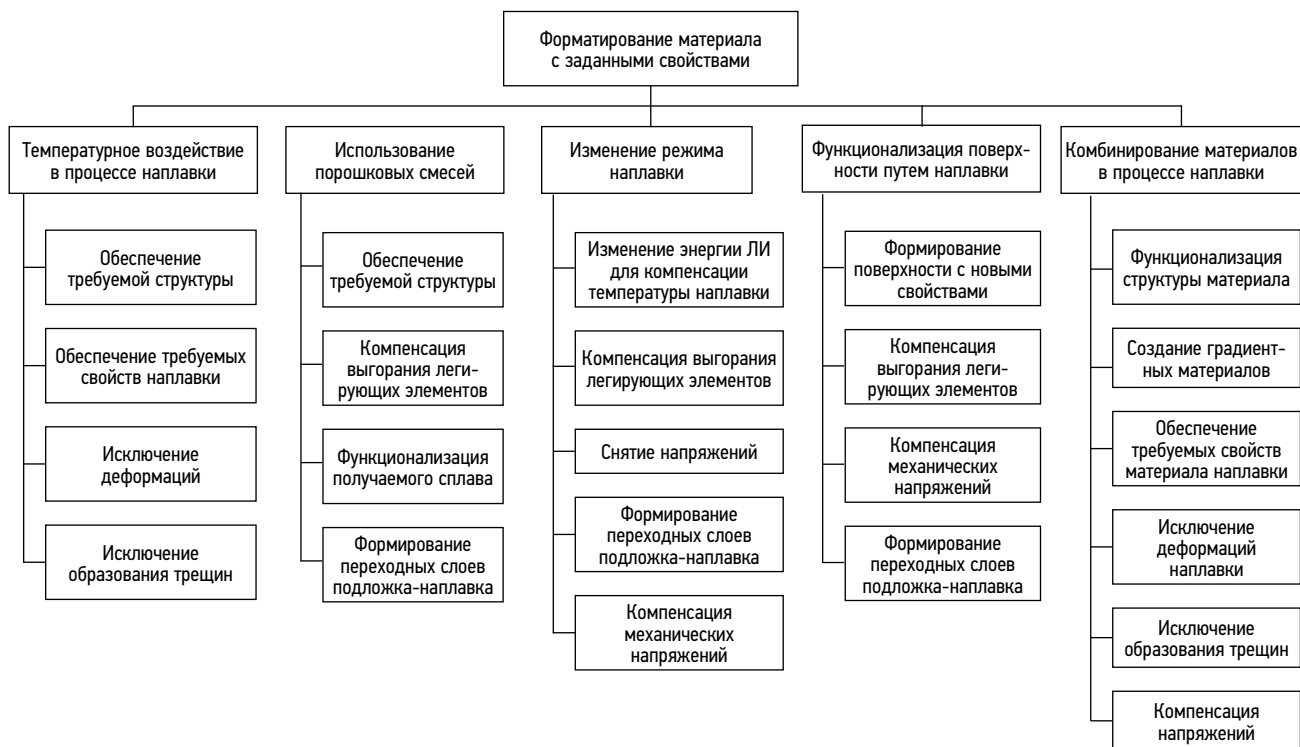 Форматирование материала
с заданными свойствами
Температурное воздействие
в процессе наплавки
Обеспечение
требуемой структуры
Обеспечение требуемых
свойств наплавки
Исключение
деформаций
Исключение
образования трещин
Использование
порошковых смесей
Обеспечение
требуемой структуры
Компенсация
выгорания леги-
рующих элементов
Функционализация
получаемого сплава
Формирование
переходных слоев
подложка-наплавка
Изменение режима
наплавки
Изменение энергии ЛИ
для компенсации
температуры наплавки
Компенсация выгорания
легирующих элементов
Снятие напряжений
Формирование
переходных слоев
подложка-наплавка
Компенсация
механических
напряжений
Функционализация поверх-
ности путем наплавки
Формирование
поверхности с новыми
свойствами
Компенсация
выгорания леги-
рующих элементов
Компенсация
механических
напряжений
Формирование
переходных слоев
подложка-наплавка
Комбинирование материалов
в процессе наплавки
Функционализация
структуры материала
Создание градиент-
ных материалов
Обеспечение
требуемых свойств
материала наплавки
Исключение
деформаций
наплавки
Исключение
образования трещин
Компенсация
напряжений